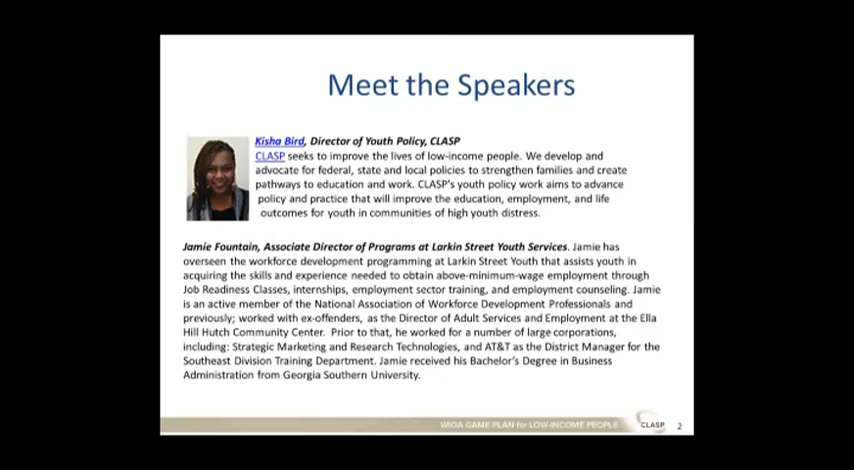 Meet the Speakers
Kisha Bird, Director of Youth Policy, CLASP
CLASP seeks to improve the lives of low-income people. We develop and
advocate for federal, state and local policies to strengthen families and create
pathways to education and work. CLASP's youth policy work aims to advance
policy and practice that will improve the education, employment, and life
outcomes for youth in communities of high youth distress.
Jamie Fountain, Associate Director of Programs at Larkin Street Youth Services. Jamie has
overseen the workforce development programming at Larkin Street Youth that assists youth in
acquiring the skills and experience needed to obtain above-minimum-wage employment through
Job Readiness Classes, internships, employment sector training, and employment counseling. Jamie
is an active member of the National Association of Workforce Development Professionals and
previously; worked with ex-offenders, as the Director of Adult Services and Employment at the Ella
Hill Hutch Community Center. Prior to that, he worked for a number of large corporations,
including: Strategic Marketing and Research Technologies, and AT&T as the District Manager for the
Southeast Division Training Department. Jamie received his Bachelor's Degree in Business
Administration from Georgia Southern University.
WIOA GAME PLAN for LOW-INCOME PEOPLE CLASP 2